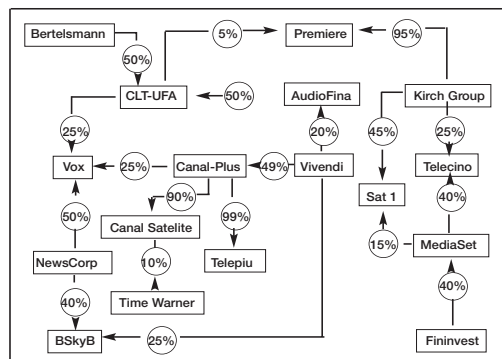 Bertelsmann
5%
Premiere
95%
50%
CLT-UFA
50%
AudioFina
Kirch Group
25%
20%
45%
25%
Vox
25%
Canal-Plus
49%
Vivendi
Telecino
90%
Sat 1
40%
50%
99%
Canal Satelite
15%
MediaSet
NewsCorp
10%
Telepiu
40%
Time Warner
40%
BSkyB
25%
Fininvest